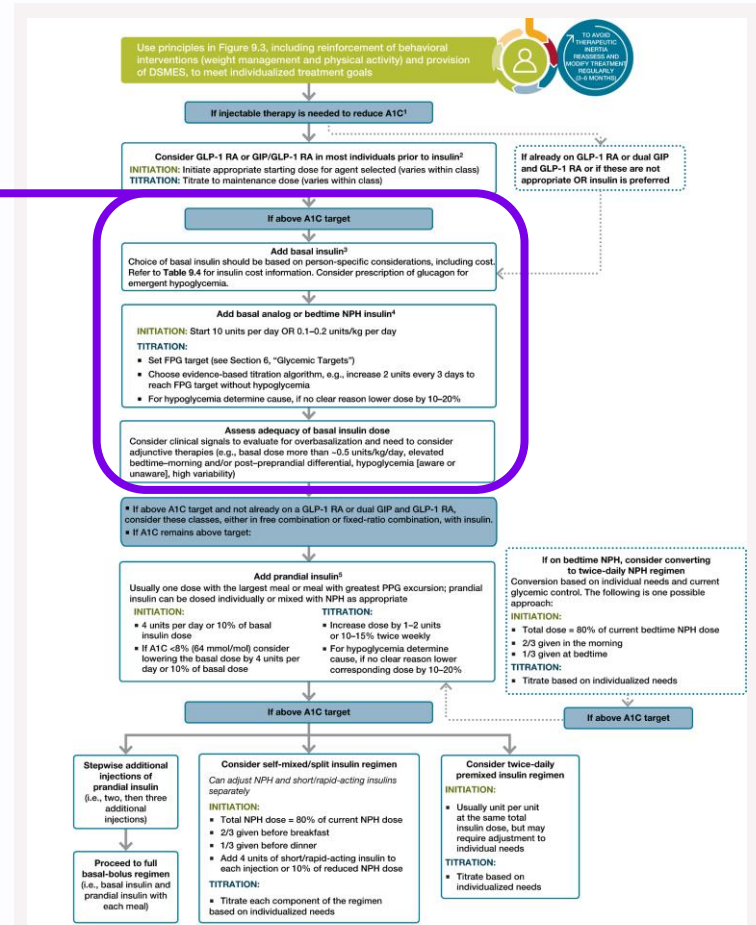 Use principles in Figure 9.3, including reinforcement of behavioral
interventions (weight management and physical activity) and provision
of DSMES, to meet individualized treatment goals
TO AVOID
THERAPEUTIC
INERTIA
REASSESS AND
MODIFY TREATMENT
REGULARLY
(3–6 MONTHS)
If injectable therapy is needed to reduce A1C¹
Consider GLP-1 RA or GIP/GLP-1 RA in most individuals prior to insulin²
INITIATION: Initiate appropriate starting dose for agent selected (varies within class)
TITRATION: Titrate to maintenance dose (varies within class)
If already on GLP-1 RA or dual GIP
and GLP-1 RA or if these are not
appropriate OR insulin is preferred
If above A1C target
Add basal insulin³
Choice of basal insulin should be based on person-specific considerations, including cost.
Refer to Table 9.4 for insulin cost information. Consider prescription of glucagon for
emergent hypoglycemia.
Add basal analog or bedtime NPH insulin⁴
INITIATION: Start 10 units per day OR 0.1–0.2 units/kg per day
TITRATION:
▪ Set FPG target (see Section 6, "Glycemic Targets")
▪ Choose evidence-based titration algorithm, e.g., increase 2 units every 3 days to
reach FPG target without hypoglycemia
▪ For hypoglycemia determine cause, if no clear reason lower dose by 10–20%
Assess adequacy of basal insulin dose
Consider clinical signals to evaluate for overbasalization and need to consider
adjunctive therapies (e.g., basal dose more than ~0.5 units/kg/day, elevated
bedtime–morning and/or post–preprandial differential, hypoglycemia [aware or
unaware], high variability)
▪ If above A1C target and not already on a GLP-1 RA or dual GIP and GLP-1 RA,
consider these classes, either in free combination or fixed-ratio combination, with insulin.
▪ If A1C remains above target:
Add prandial insulin⁵
Usually one dose with the largest meal or meal with greatest PPG excursion; prandial
insulin can be dosed individually or mixed with NPH as appropriate
INITIATION:
▪ 4 units per day or 10% of basal
insulin dose
▪ If A1C <8% (64 mmol/mol) consider
lowering the basal dose by 4 units per
day or 10% of basal dose
TITRATION:
▪ Increase dose by 1–2 units
or 10–15% twice weekly
▪ For hypoglycemia determine
cause, if no clear reason lower
corresponding dose by 10–20%
If on bedtime NPH, consider converting
to twice-daily NPH regimen
Conversion based on individual needs and current
glycemic control. The following is one possible
approach:
INITIATION:
▪ Total dose = 80% of current bedtime NPH dose
▪ 2/3 given in the morning
▪ 1/3 given at bedtime
TITRATION:
▪ Titrate based on individualized needs
If above A1C target
If above A1C target
Stepwise additional
injections of
prandial insulin
(i.e., two, then three
additional
injections)
Proceed to full
basal-bolus regimen
(i.e., basal insulin and
prandial insulin with
each meal)
Consider self-mixed/split insulin regimen
Can adjust NPH and short/rapid-acting insulins
separately
INITIATION:
▪ Total NPH dose = 80% of current NPH dose
▪ 2/3 given before breakfast
▪ 1/3 given before dinner
▪ Add 4 units of short/rapid-acting insulin to
each injection or 10% of reduced NPH dose
TITRATION:
▪ Titrate each component of the regimen
based on individualized needs
Consider twice-daily
premixed insulin regimen
INITIATION:
▪ Usually unit per unit
at the same total
insulin dose, but may
require adjustment to
individual needs
TITRATION:
▪ Titrate based on
individualized needs